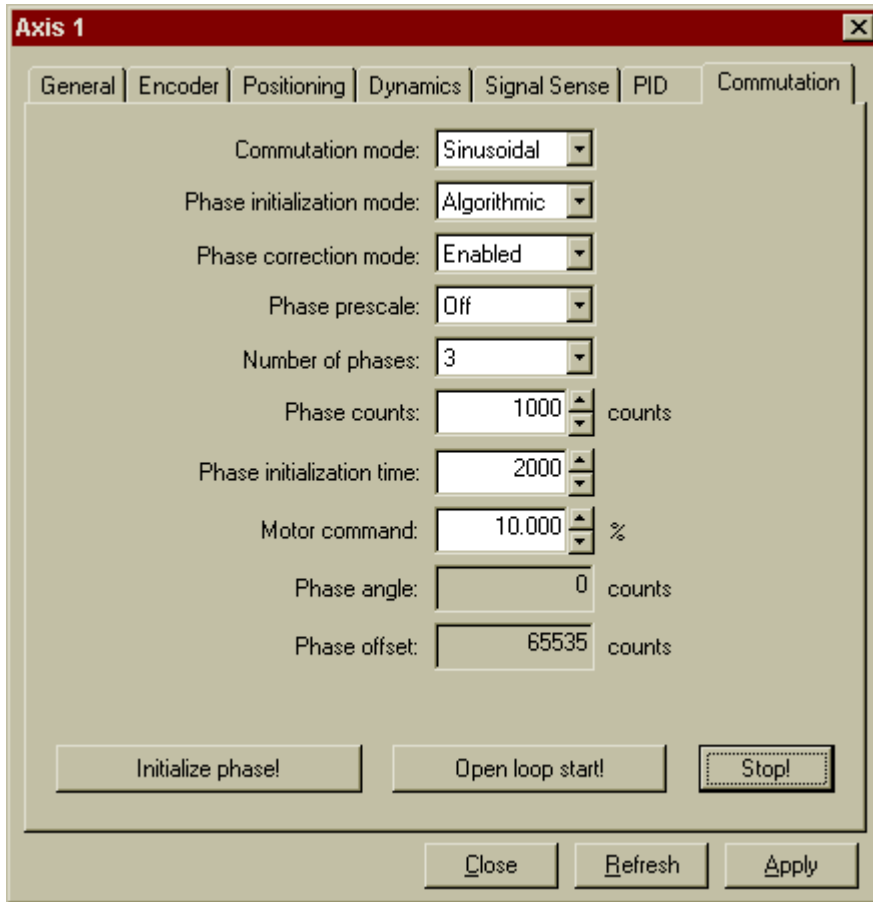 Axis 1
General Encoder Positioning Dynamics Signal Sense PID Commutation
Commutation mode: Sinusoidal
Phase initialization mode: Algorithmic
Phase correction mode: Enabled
Phase prescale: Off
Number of phases: 3
Phase counts: 1000 counts
Phase initialization time: 2000
Motor command: 10.000 %
Phase angle: 0 counts
Phase offset: 65535 counts
Initialize phase! Open loop start! Stop!
Close Refresh Apply